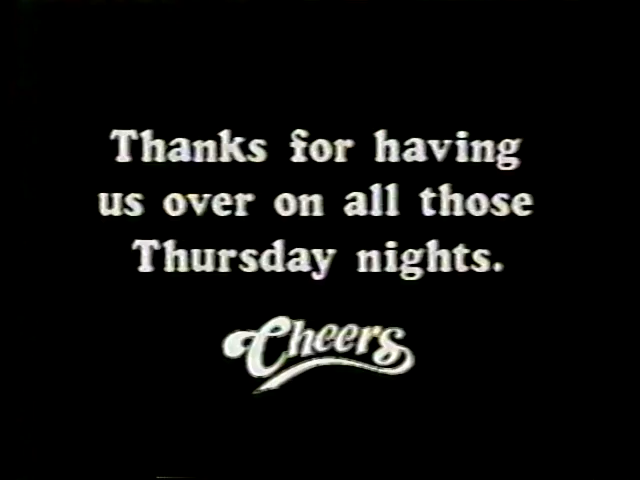 Thanks for having
us over on all those
Thursday nights.
Cheers